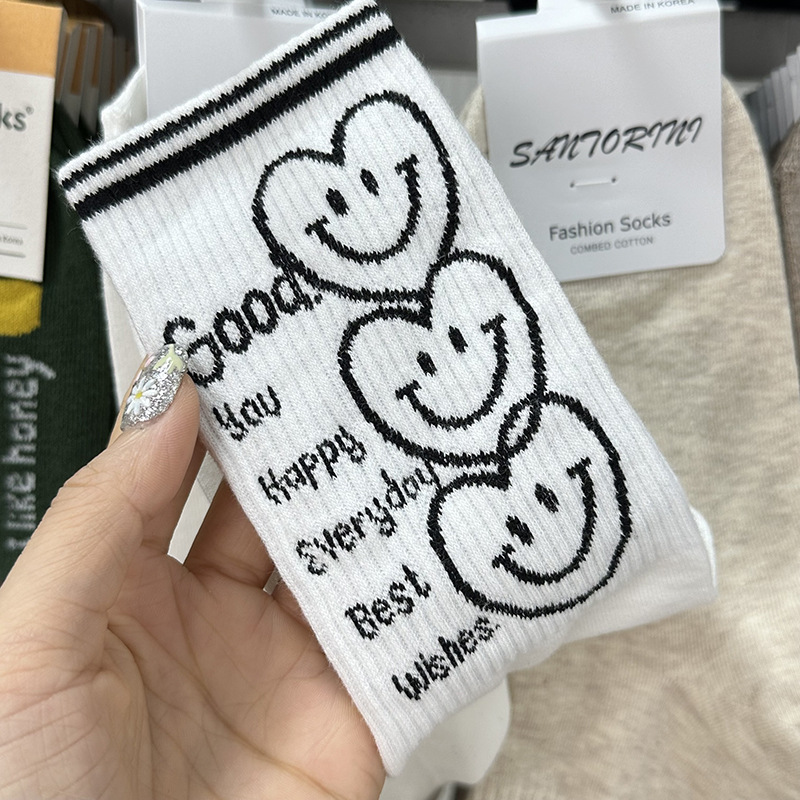 MADE IN KOREA
MADE IN KOREA
ks®
SANTORINI
Fashion Socks
COMBED COTTON
Good!
You
Happy
Everyday
Best
Wishes.
i like honey